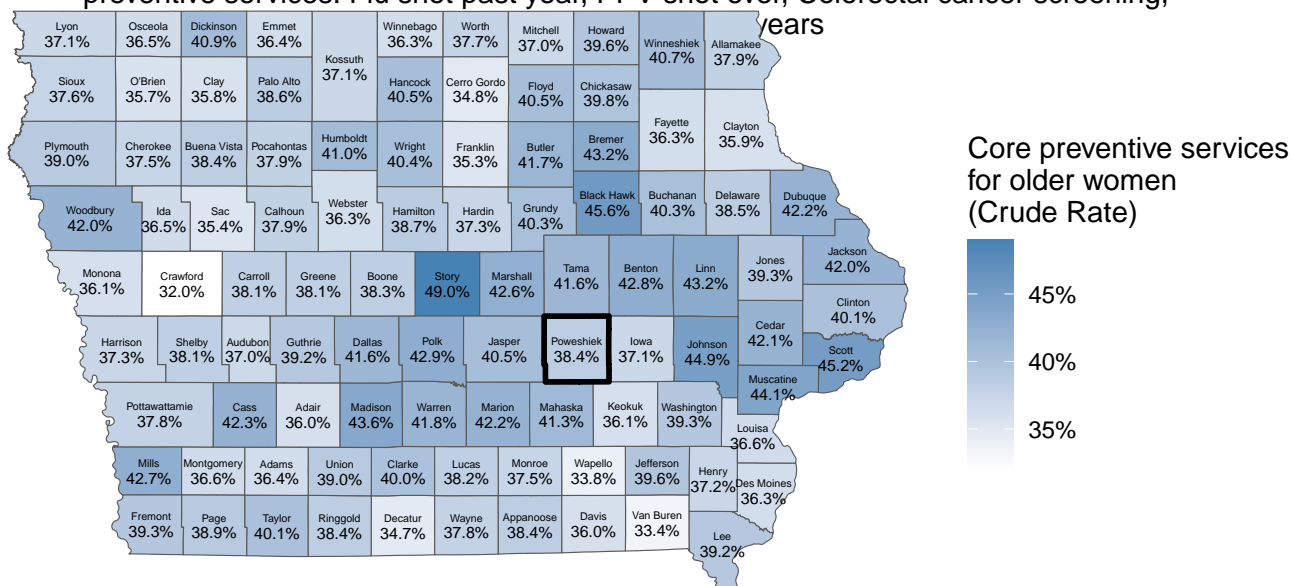 preventive services: Flu shot past year, PPV shot ever, Colorectal cancer screening,
years
Lyon Osceola Dickinson Emmet Winnebago Worth Mitchell Howard
37.1% 36.5% 40.9% 36.4% 36.3% 37.7% 37.0% 39.6%
Winneshiek Allamakee
40.7% 37.9%
Kossuth
37.1%
Sioux O'Brien Clay Palo Alto Hancock Cerro Gordo Floyd Chickasaw
37.6% 35.7% 35.8% 38.6% 40.5% 34.8% 40.5% 39.8%
Fayette Clayton
36.3% 35.9%
Plymouth Cherokee Buena Vista Pocahontas Humboldt Wright Franklin Butler Bremer
39.0% 37.5% 38.4% 37.9% 41.0% 40.4% 35.3% 41.7% 43.2%
Woodbury Ida Sac Calhoun Webster Hamilton Hardin Grundy Black Hawk Buchanan Delaware Dubuque
42.0% 36.5% 35.4% 37.9% 36.3% 38.7% 37.3% 40.3% 45.6% 40.3% 38.5% 42.2%
Monona Crawford Carroll Greene Boone Story Marshall Tama Benton Linn Jones Jackson
36.1% 32.0% 38.1% 38.1% 38.3% 49.0% 42.6% 41.6% 42.8% 43.2% 39.3% 42.0%
Clinton
40.1%
Harrison Shelby Audubon Guthrie Dallas Polk Jasper Poweshiek Iowa Johnson Cedar Scott
37.3% 38.1% 37.0% 39.2% 41.6% 42.9% 40.5% 38.4% 37.1% 44.9% 42.1% 45.2%
Muscatine
44.1%
Pottawattamie Cass Adair Madison Warren Marion Mahaska Keokuk Washington Louisa
37.8% 42.3% 36.0% 43.6% 41.8% 42.2% 41.3% 36.1% 39.3% 36.6%
Mills Montgomery Adams Union Clarke Lucas Monroe Wapello Jefferson Henry Des Moines
42.7% 36.6% 36.4% 39.0% 40.0% 38.2% 37.5% 33.8% 39.6% 37.2% 36.3%
Fremont Page Taylor Ringgold Decatur Wayne Appanoose Davis Van Buren Lee
39.3% 38.9% 40.1% 38.4% 34.7% 37.8% 38.4% 36.0% 33.4% 39.2%
Core preventive services
for older women
(Crude Rate)
45%
40%
35%